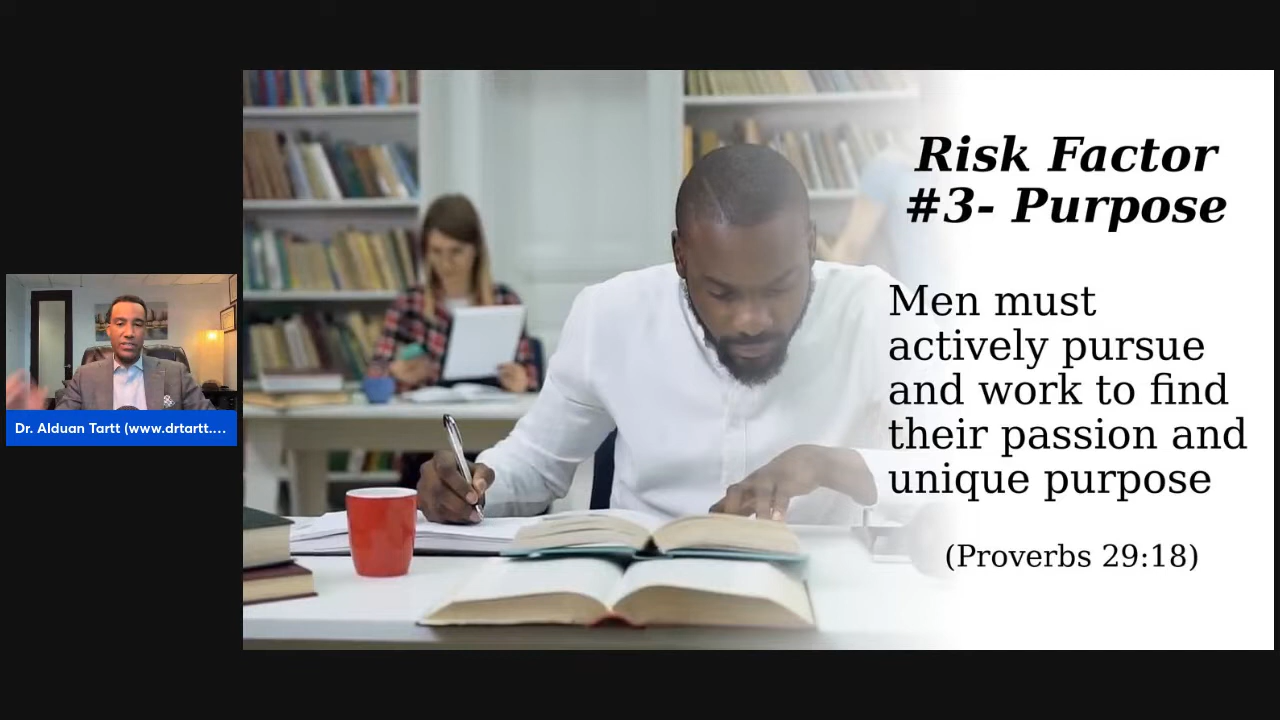 Risk Factor
#3- Purpose
Men must
actively pursue
and work to find
their passion and
unique purpose
(Proverbs 29:18)
Dr. Alduan Tartt (www.drtartt....